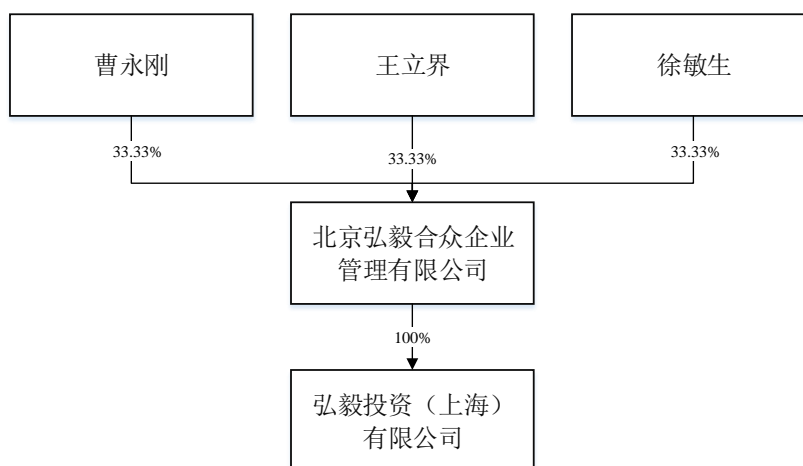 曹永刚
王立界
徐敏生
33.33%
33.33%
33.33%
北京弘毅合众企业
管理有限公司
100%
弘毅投资（上海）
有限公司